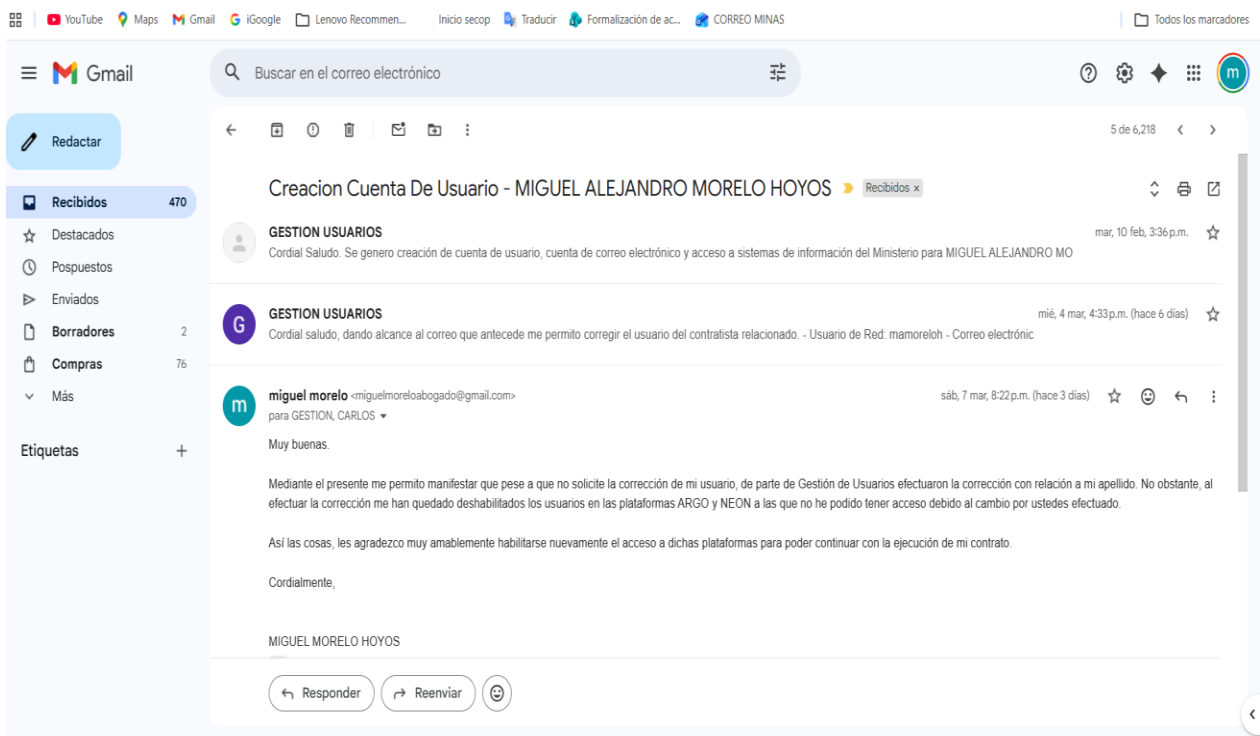 YouTube Maps Gmail iGoogle Lenovo Recommen... Inicio secop Traducir Formalización de ac... CORREO MINAS Todos los marcadores
Gmail
Buscar en el correo electrónico
m
Redactar
5 de 6,218
Creacion Cuenta De Usuario - MIGUEL ALEJANDRO MORELO HOYOS Recibidos x
Recibidos 470
Destacados
Pospuestos
Enviados
Borradores 2
Compras 76
Más
Etiquetas +
GESTION USUARIOS mar, 10 feb, 3:36 p.m.
Cordial Saludo. Se genero creación de cuenta de usuario, cuenta de correo electrónico y acceso a sistemas de información del Ministerio para MIGUEL ALEJANDRO MO
G
GESTION USUARIOS mié, 4 mar, 4:33 p.m. (hace 6 días)
Cordial saludo, dando alcance al correo que antecede me permito corregir el usuario del contratista relacionado. - Usuario de Red: mamoreloh - Correo electrónic
m
miguel morelo <miguelmoreloabogado@gmail.com> sáb, 7 mar, 8:22 p.m. (hace 3 días)
para GESTION, CARLOS
Muy buenas.
Mediante el presente me permito manifestar que pese a que no solicite la corrección de mi usuario, de parte de Gestión de Usuarios efectuaron la corrección con relación a mi apellido. No obstante, al
efectuar la corrección me han quedado deshabilitados los usuarios en las plataformas ARGO y NEON a las que no he podido tener acceso debido al cambio por ustedes efectuado.
Así las cosas, les agradezco muy amablemente habilitarse nuevamente el acceso a dichas plataformas para poder continuar con la ejecución de mi contrato.
Cordialmente,
MIGUEL MORELO HOYOS
Responder Reenviar